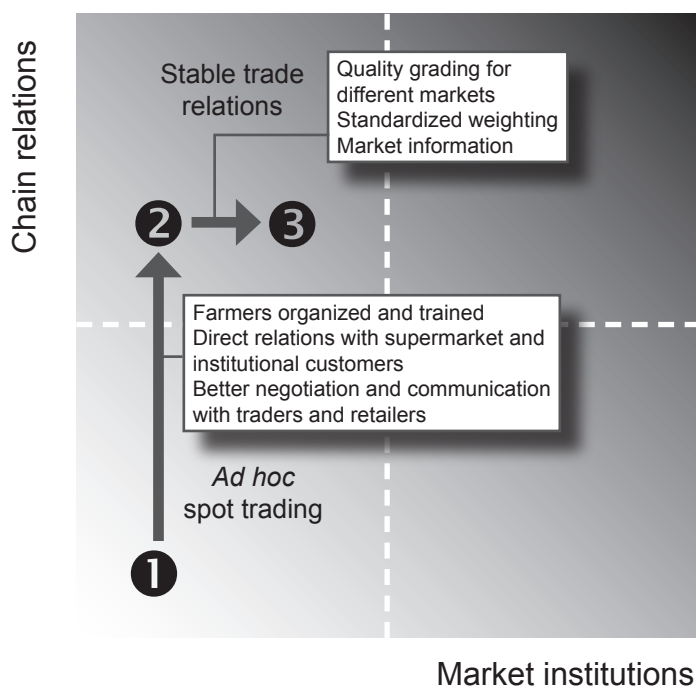 Chain relations
Stable trade
relations
Quality grading for
different markets
Standardized weighting
Market information
2
3
Farmers organized and trained
Direct relations with supermarket and
institutional customers
Better negotiation and communication
with traders and retailers
Ad hoc
spot trading
1
Market institutions